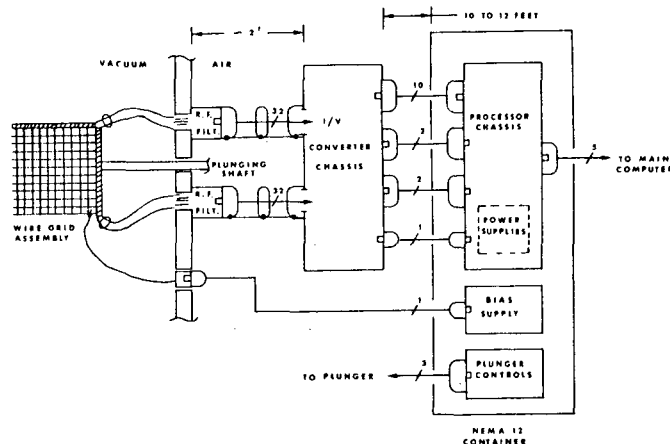 ~ 2'
10 TO 12 FEET
VACUUM
AIR
R.F.
FILT.
32
I/V
CONVERTER
CHASSIS
10
PROCESSOR
CHASSIS
5
TO MAIN
COMPUTER
PLUNGING
SHAFT
2
R.F.
FILT.
32
2
POWER
SUPPLIES
1
WIRE GRID
ASSEMBLY
1
BIAS
SUPPLY
TO PLUNGER
3
PLUNGER
CONTROLS
NEMA 12
CONTAINER